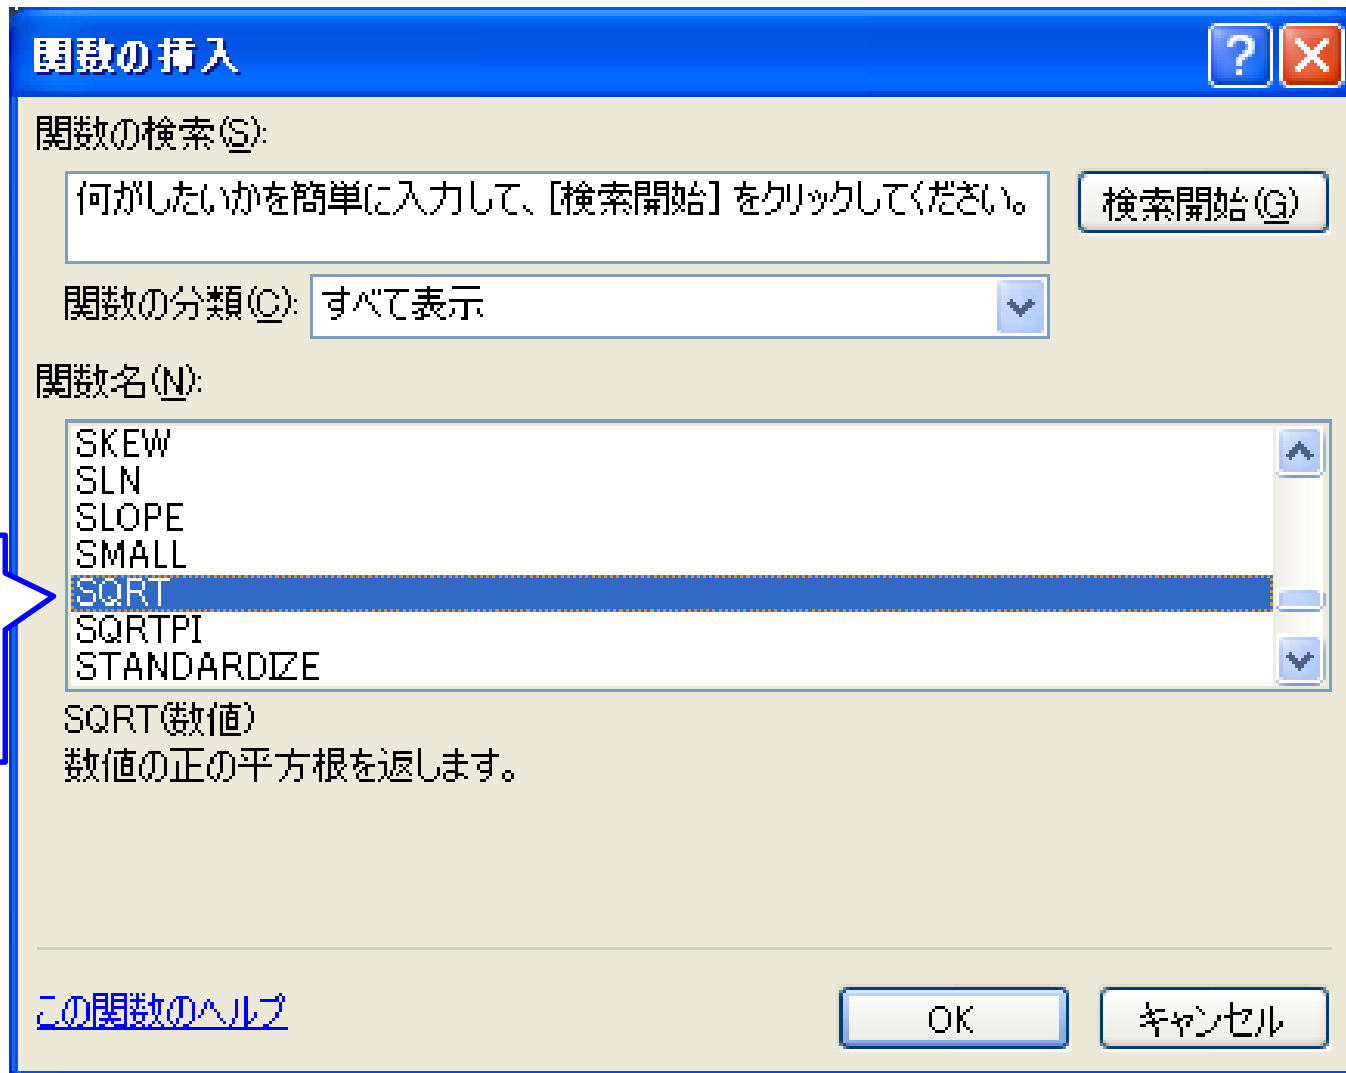 関数の挿入
関数の検索(S):
何がしたいかを簡単に入力して、[検索開始] をクリックしてください。
検索開始(G)
関数の分類(C):
すべて表示
関数名(N):
SKEW
SLN
SLOPE
SMALL
SQRT
SQRTPI
STANDARDIZE
SQRT(数値)
数値の正の平方根を返します。
この関数のヘルプ
OK
キャンセル